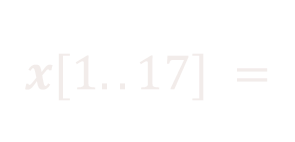 x[1..17] =